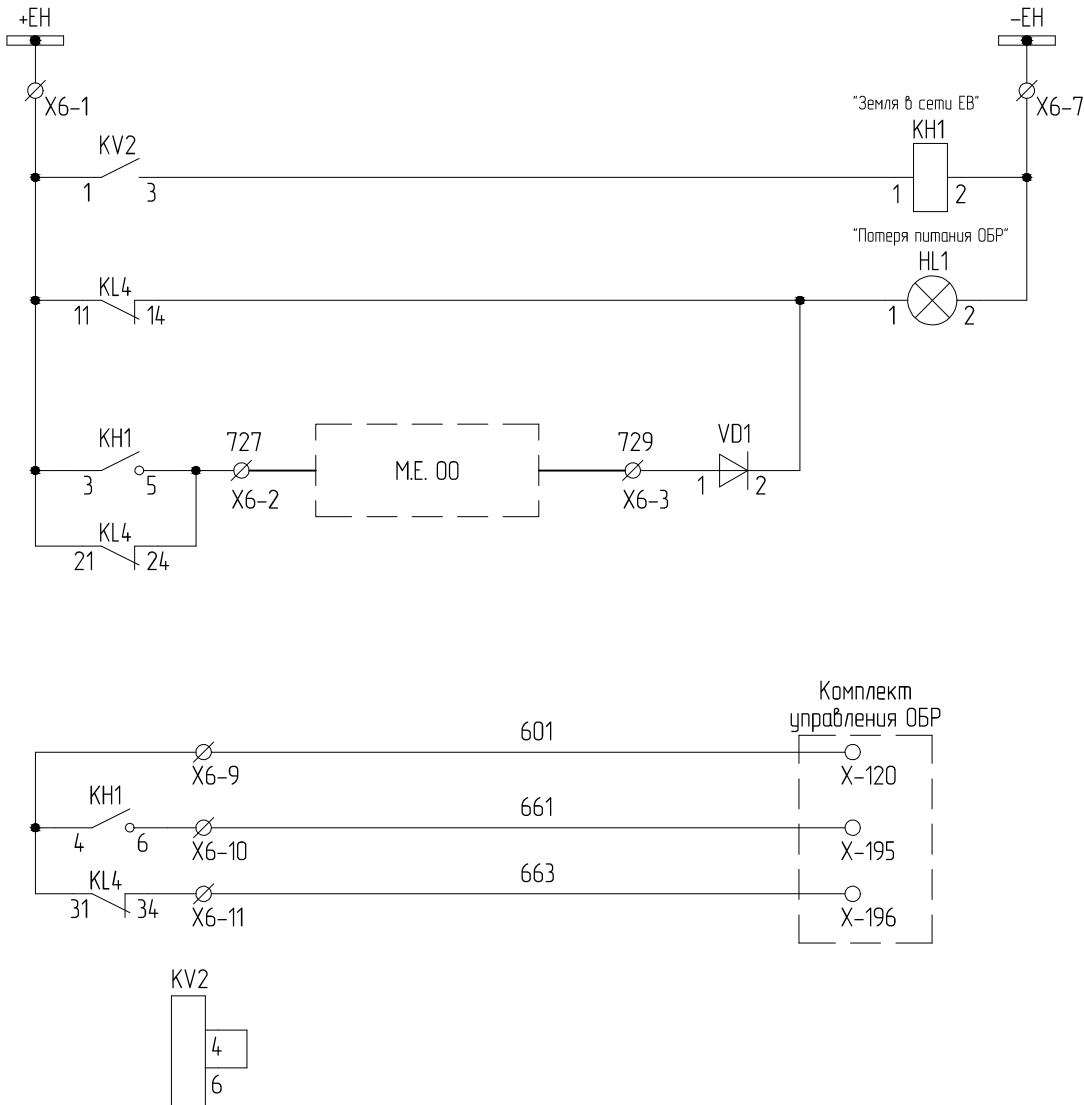 +ЕН
-ЕН
X6-1
X6-7
"Земля в сети ЕВ"
KV2
KH1
1
3
1
2
"Потеря питания ОБР"
KL4
HL1
11
14
1
2
KH1
727
M.E. 00
729
VD1
3
5
X6-2
X6-3
1
2
KL4
21
24
Комплект
управления ОБР
601
X6-9
X-120
KH1
661
4
6
X6-10
X-195
KL4
663
31
34
X6-11
X-196
KV2
4
6